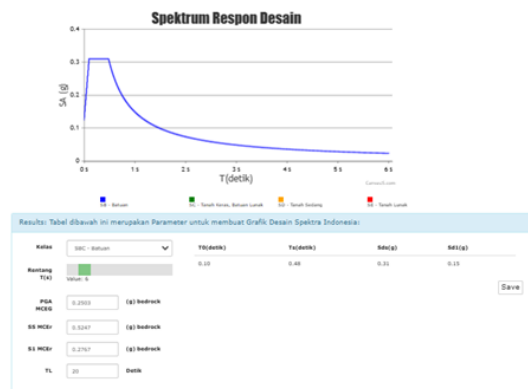 Spektrum Respon Desain
0.4
0.3
0.2
0.1
0
SA (g)
0 s
1 s
2 s
3 s
4 s
5 s
6 s
T(detik)
CanvasJS.com
SB - Batuan
SC - Tanah Keras, Batuan Lunak
SD - Tanah Sedang
SE - Tanah Lunak
Results: Tabel dibawah ini merupakan Parameter untuk membuat Grafik Desain Spektra Indonesia:
Kelas
SBC - Batuan
T0(detik) Ts(detik) Sds(g) Sd1(g)
0.10 0.48 0.31 0.15
Rentang T(s)
Value: 6
Save
PGA MCEG
0.2503
(g) bedrock
SS MCEr
0.5247
(g) bedrock
S1 MCEr
0.2767
(g) bedrock
TL
20
Detik